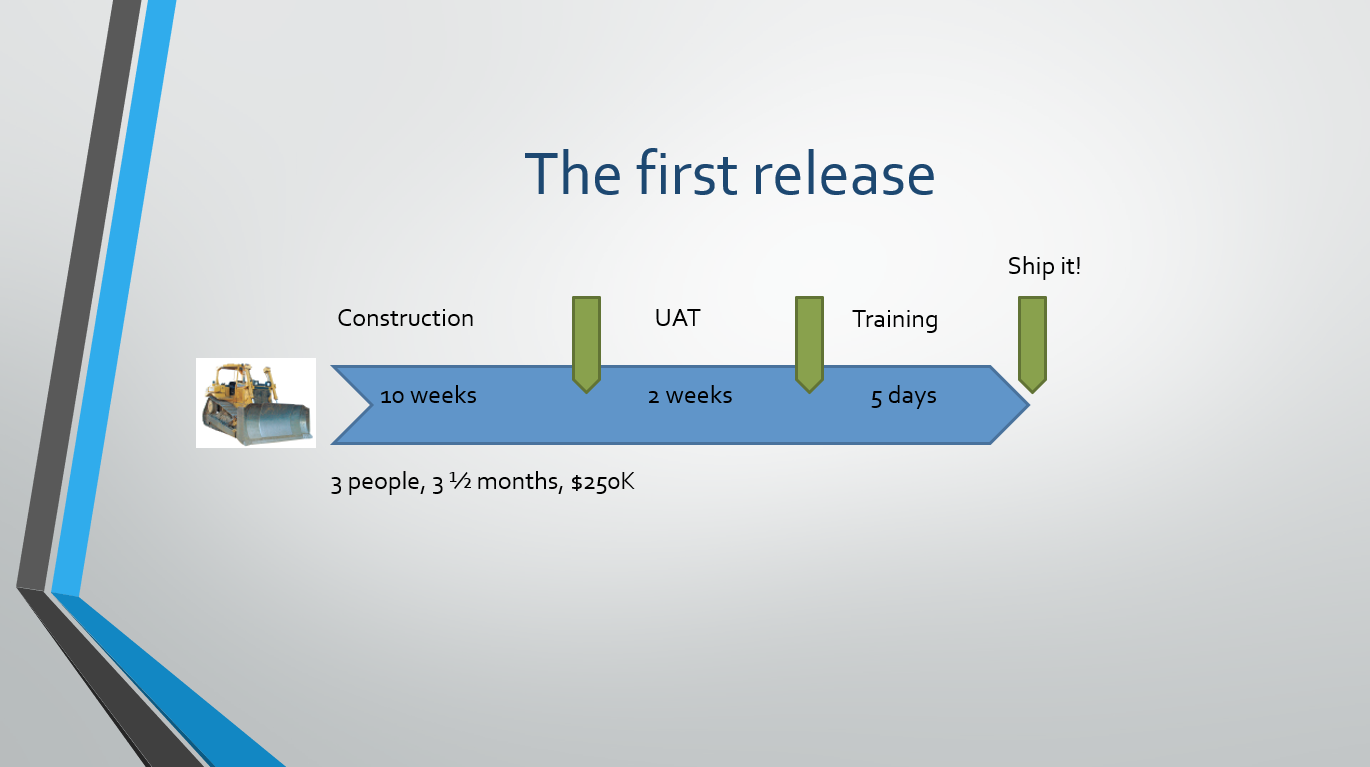 The first release
Ship it!
Construction
UAT
Training
10 weeks
2 weeks
5 days
3 people, 3 ½ months, $250K